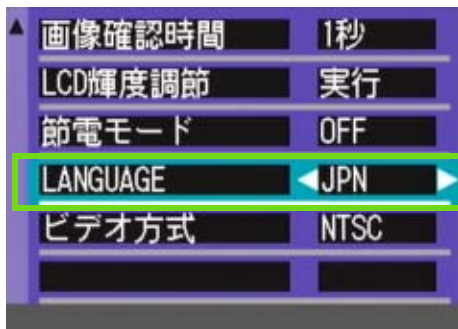 画像確認時間 1秒
LCD輝度調節 実行
節電モード OFF
LANGUAGE JPN
ビデオ方式 NTSC